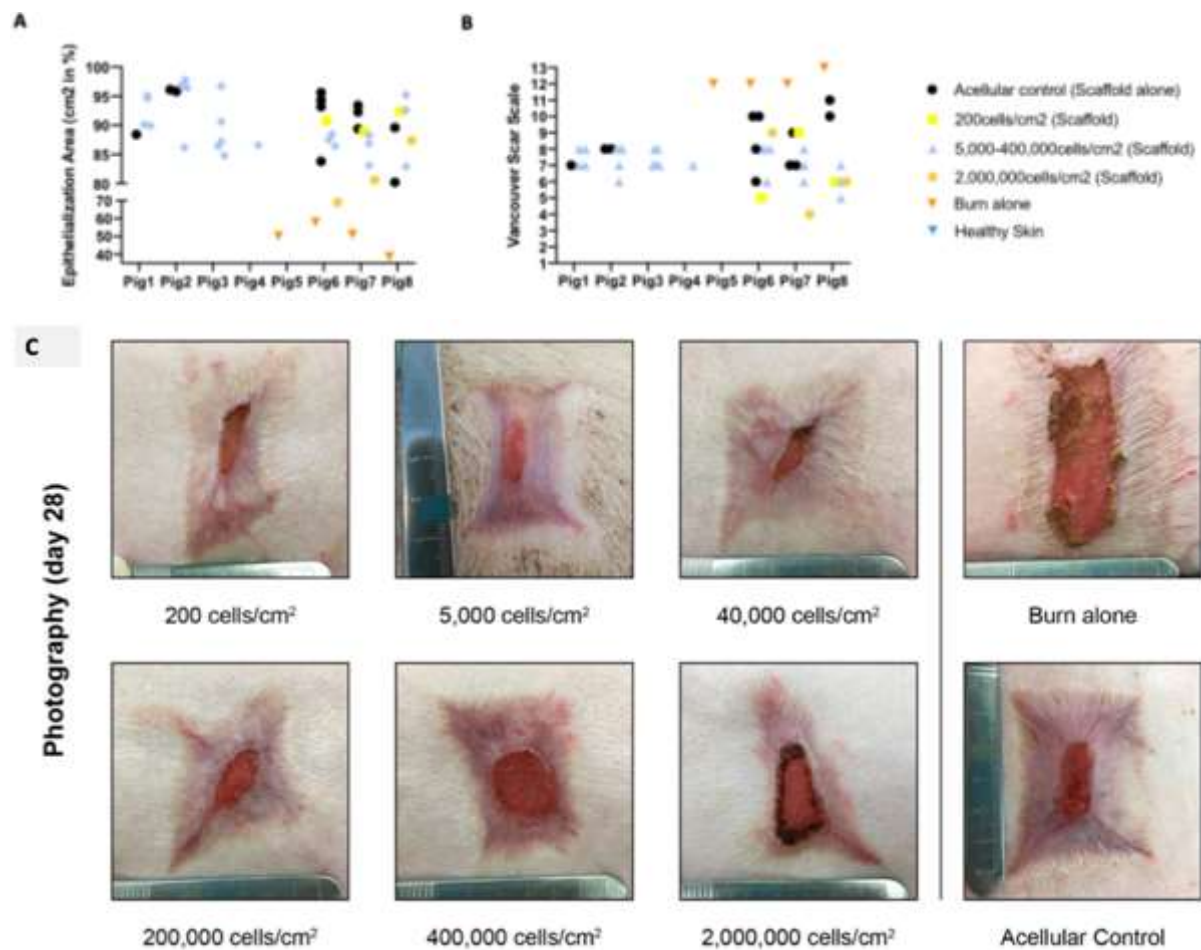 A
Epithelialization Area (cm2 in %)
100
95
90
85
80
70
60
50
40
Pig1 Pig2 Pig3 Pig4 Pig5 Pig6 Pig7 Pig8
B
Vancouver Scar Scale
13
12
11
10
9
8
7
6
5
4
3
2
1
Pig1 Pig2 Pig3 Pig4 Pig5 Pig6 Pig7 Pig8
Acellular control (Scaffold alone)
200cells/cm2 (Scaffold)
5,000-400,000cells/cm2 (Scaffold)
2,000,000cells/cm2 (Scaffold)
Burn alone
Healthy Skin
C
Photography (day 28)
200 cells/cm²
5,000 cells/cm²
40,000 cells/cm²
Burn alone
200,000 cells/cm²
400,000 cells/cm²
2,000,000 cells/cm²
Acellular Control